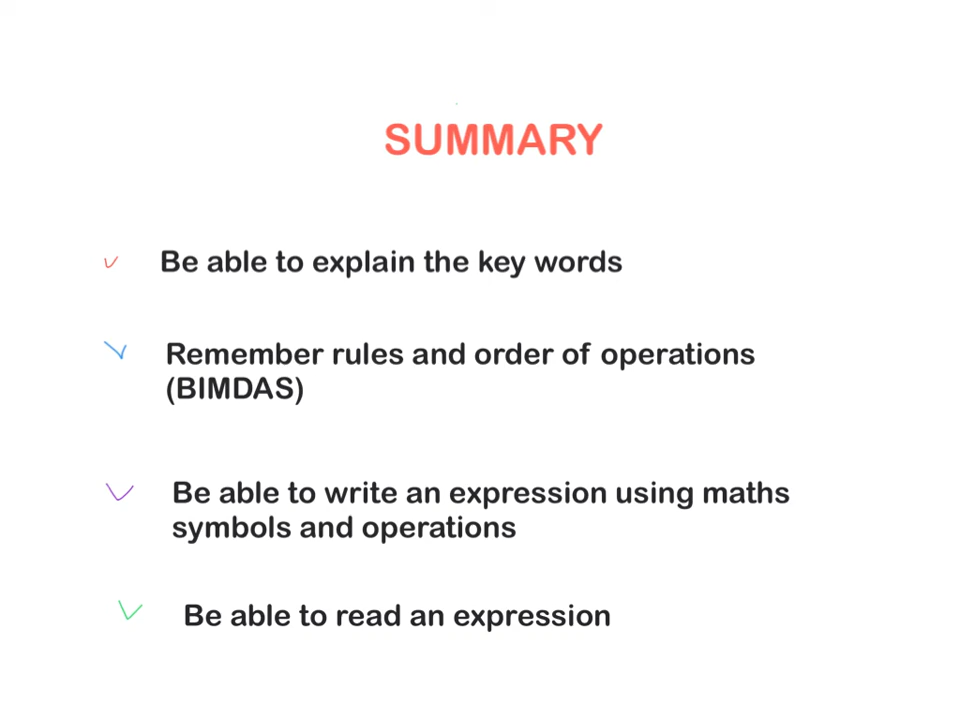 SUMMARY
Be able to explain the key words
Remember rules and order of operations
(BIMDAS)
Be able to write an expression using maths
symbols and operations
Be able to read an expression